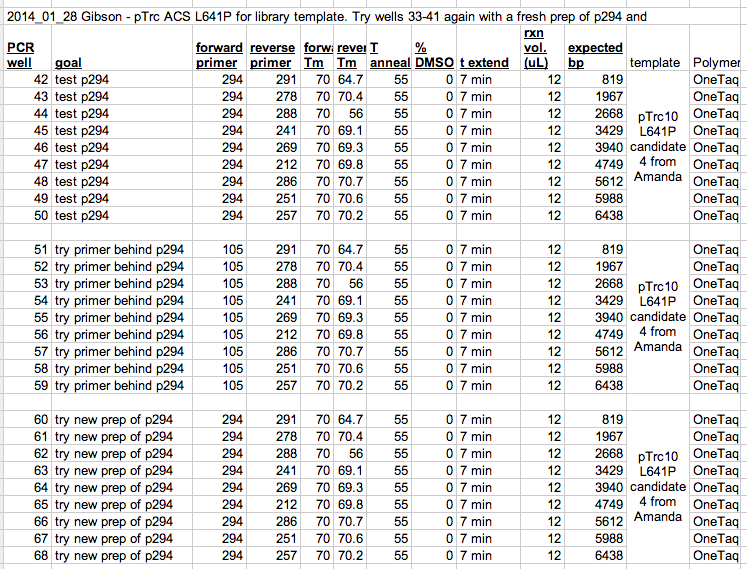 2014_01_28 Gibson - pTrc ACS L641P for library template. Try wells 33-41 again with a fresh prep of p294 and
PCR well goal forward primer reverse primer forwa Tm rever Tm T anneal % DMSO t extend rxn vol. (uL) expected bp template Polymer
42 test p294 294 291 70 64.7 55 0 7 min 12 819 OneTaq
43 test p294 294 278 70 70.4 55 0 7 min 12 1967 OneTaq
44 test p294 294 288 70 56 55 0 7 min 12 2668 pTrc10 OneTaq
45 test p294 294 241 70 69.1 55 0 7 min 12 3429 L641P OneTaq
46 test p294 294 269 70 69.3 55 0 7 min 12 3940 candidate OneTaq
47 test p294 294 212 70 69.8 55 0 7 min 12 4749 4 from OneTaq
48 test p294 294 286 70 70.7 55 0 7 min 12 5612 Amanda OneTaq
49 test p294 294 251 70 70.6 55 0 7 min 12 5988 OneTaq
50 test p294 294 257 70 70.2 55 0 7 min 12 6438 OneTaq
51 try primer behind p294 105 291 70 64.7 55 0 7 min 12 819 OneTaq
52 try primer behind p294 105 278 70 70.4 55 0 7 min 12 1967 OneTaq
53 try primer behind p294 105 288 70 56 55 0 7 min 12 2668 pTrc10 OneTaq
54 try primer behind p294 105 241 70 69.1 55 0 7 min 12 3429 L641P OneTaq
55 try primer behind p294 105 269 70 69.3 55 0 7 min 12 3940 candidate OneTaq
56 try primer behind p294 105 212 70 69.8 55 0 7 min 12 4749 4 from OneTaq
57 try primer behind p294 105 286 70 70.7 55 0 7 min 12 5612 Amanda OneTaq
58 try primer behind p294 105 251 70 70.6 55 0 7 min 12 5988 OneTaq
59 try primer behind p294 105 257 70 70.2 55 0 7 min 12 6438 OneTaq
60 try new prep of p294 294 291 70 64.7 55 0 7 min 12 819 OneTaq
61 try new prep of p294 294 278 70 70.4 55 0 7 min 12 1967 OneTaq
62 try new prep of p294 294 288 70 56 55 0 7 min 12 2668 pTrc10 OneTaq
63 try new prep of p294 294 241 70 69.1 55 0 7 min 12 3429 L641P OneTaq
64 try new prep of p294 294 269 70 69.3 55 0 7 min 12 3940 candidate OneTaq
65 try new prep of p294 294 212 70 69.8 55 0 7 min 12 4749 4 from OneTaq
66 try new prep of p294 294 286 70 70.7 55 0 7 min 12 5612 Amanda OneTaq
67 try new prep of p294 294 251 70 70.6 55 0 7 min 12 5988 OneTaq
68 try new prep of p294 294 257 70 70.2 55 0 7 min 12 6438 OneTaq